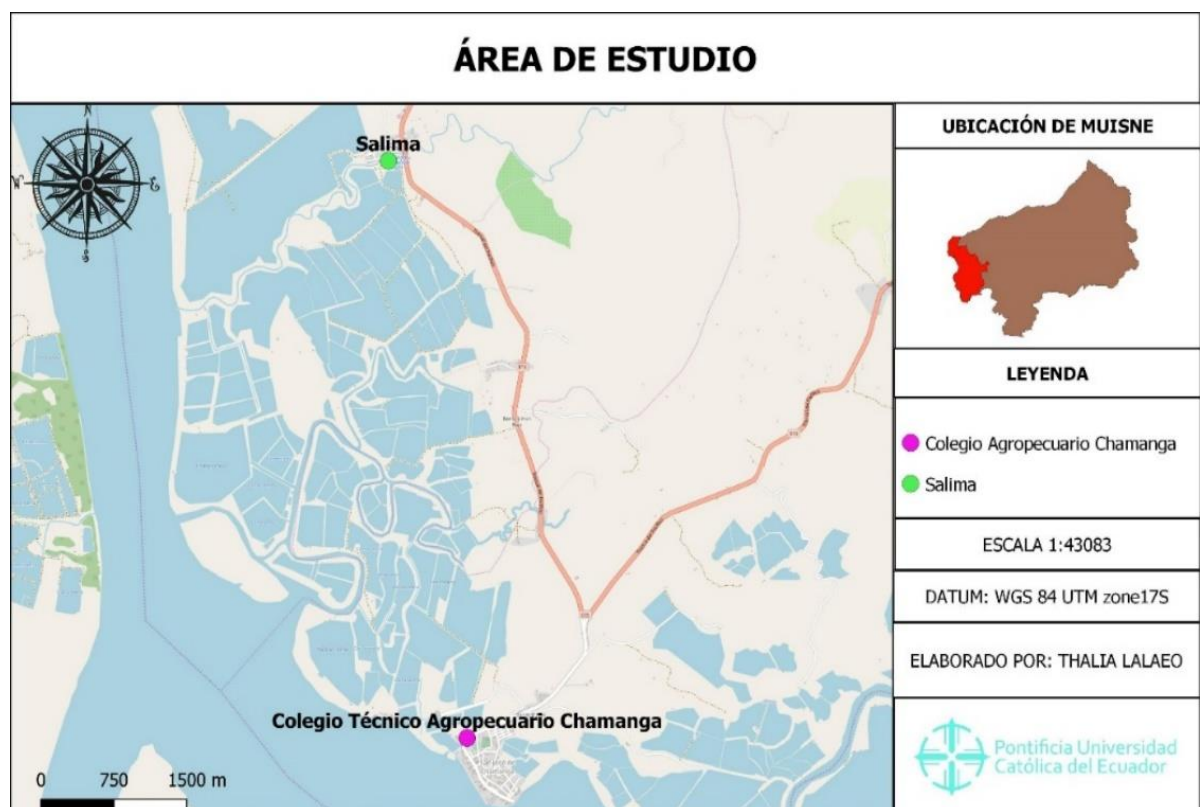 ÁREA DE ESTUDIO
N
W
E
S
Salima
Colegio Técnico Agropecuario Chamanga
0 750 1500 m
UBICACIÓN DE MUISNE
LEYENDA
Colegio Agropecuario Chamanga
Salima
ESCALA 1:43083
DATUM: WGS 84 UTM zone17S
ELABORADO POR: THALIA LALAEO
Pontificia Universidad
Católica del Ecuador